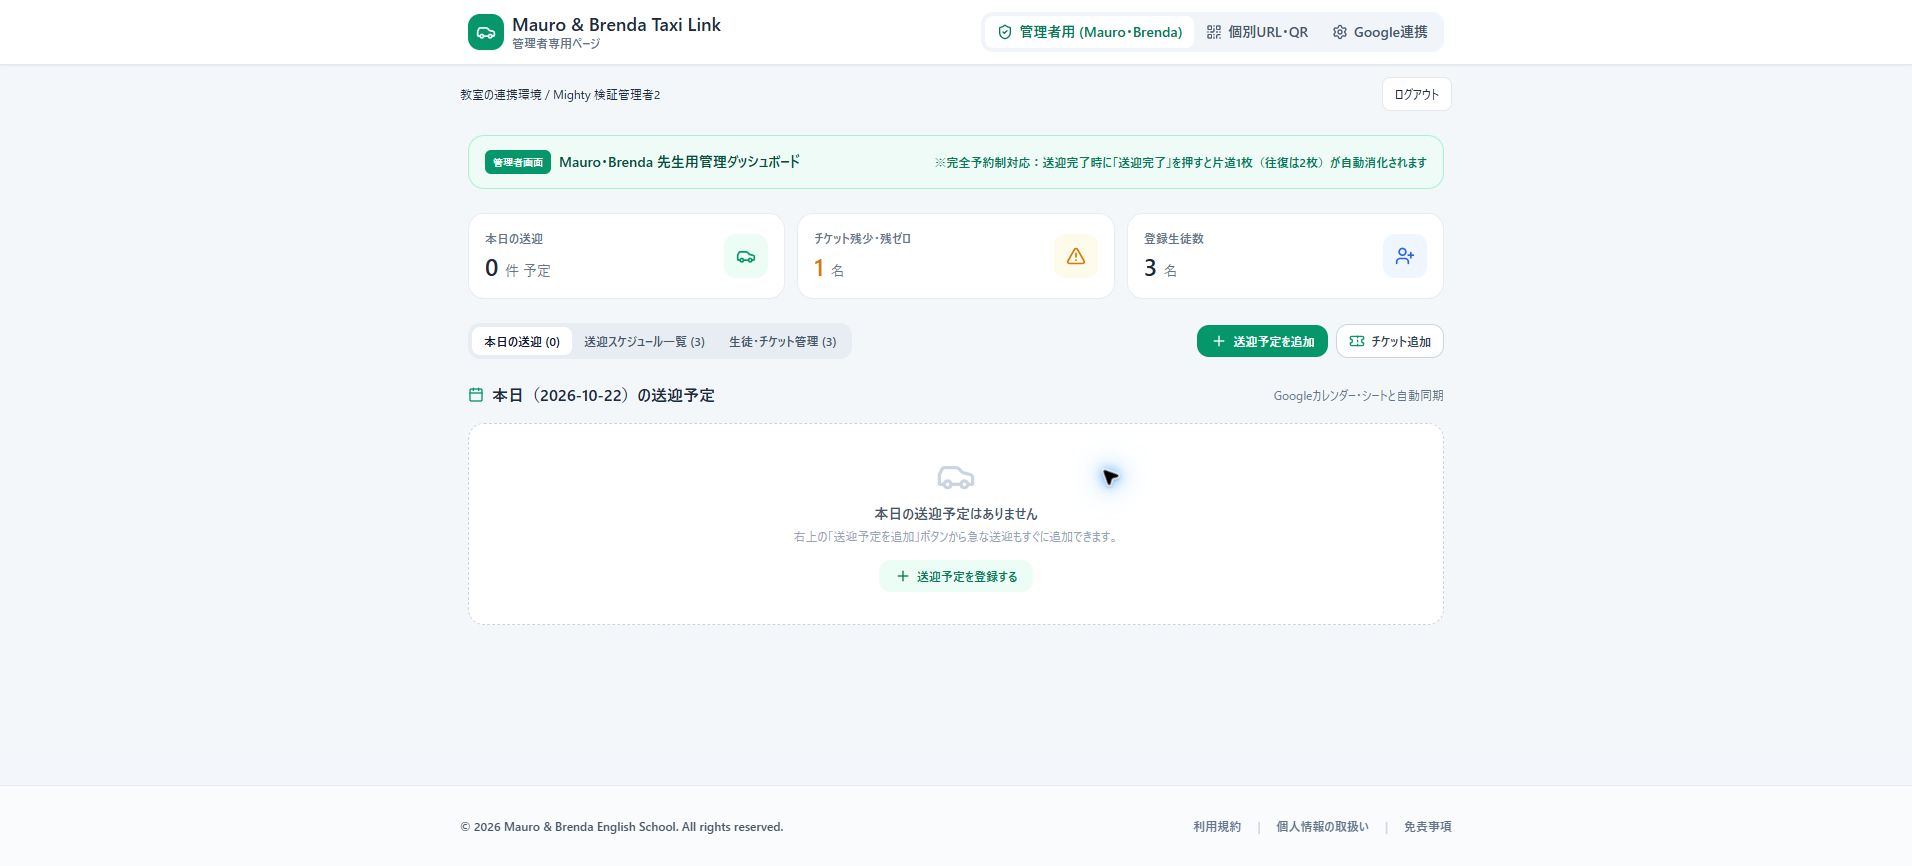 Mauro & Brenda Taxi Link
管理者専用ページ
管理者用 (Mauro・Brenda)
個別URL・QR
Google連携
教室の連携環境 / Mighty 検証管理者2
ログアウト
管理者画面
Mauro・Brenda 先生用管理ダッシュボード
※完全予約制対応：送迎完了時に「送迎完了」を押すと片道1枚（往復は2枚）が自動消化されます
本日の送迎
0 件 予定
チケット残少・残ゼロ
1 名
登録生徒数
3 名
本日の送迎 (0)
送迎スケジュール一覧 (3)
生徒・チケット管理 (3)
送迎予定を追加
チケット追加
本日（2026-10-22）の送迎予定
Googleカレンダー・シートと自動同期
本日の送迎予定はありません
右上の「送迎予定を追加」ボタンから急な送迎もすぐに追加できます。
送迎予定を登録する
© 2026 Mauro & Brenda English School. All rights reserved.
利用規約
|
個人情報の取扱い
|
免責事項